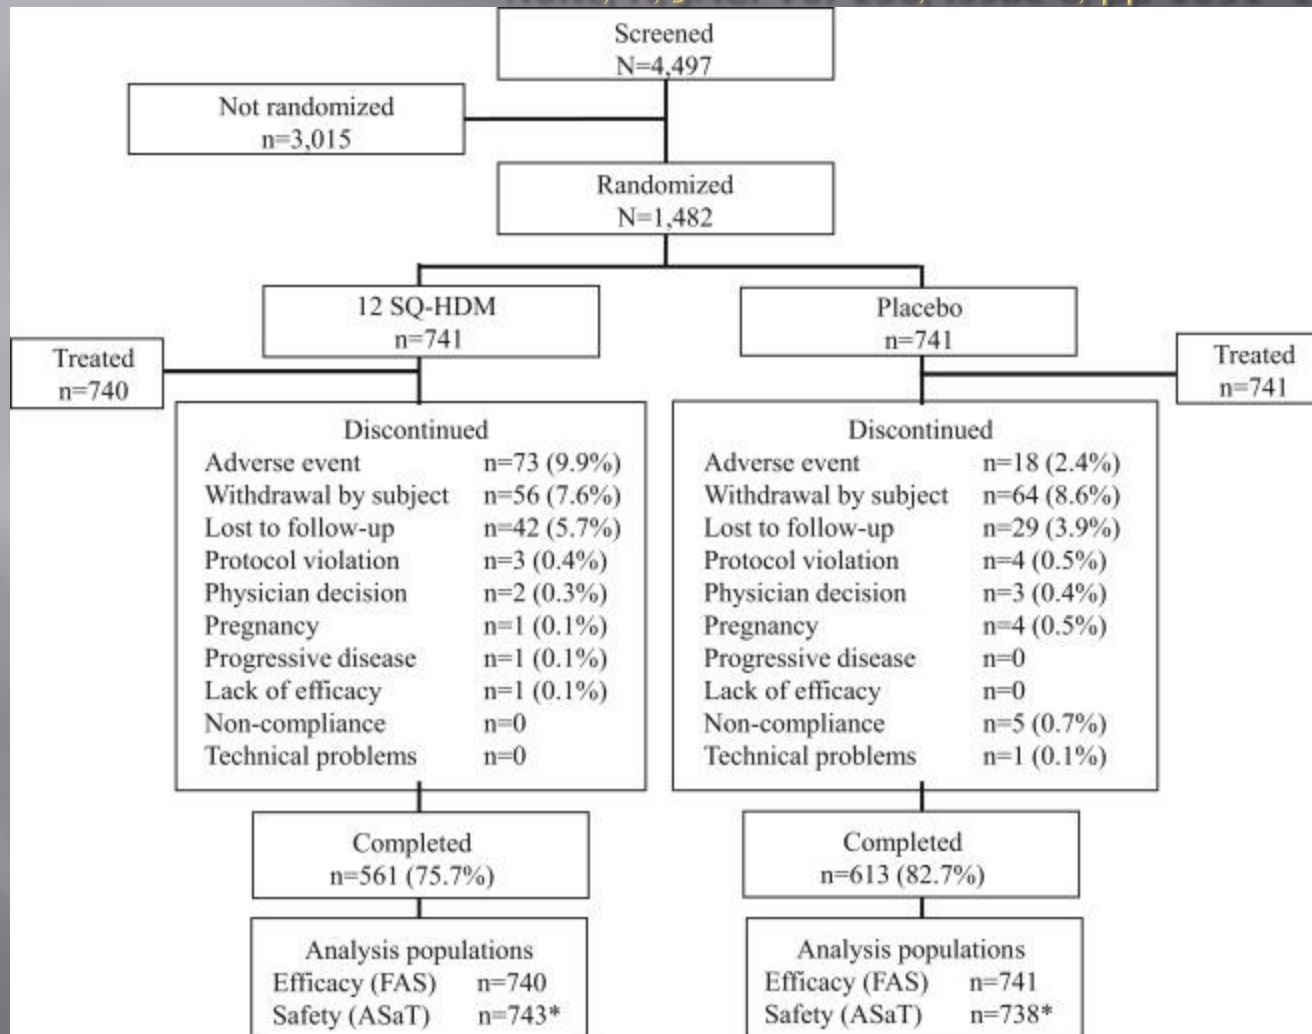 Screened
N=4,497
Not randomized
n=3,015
Randomized
N=1,482
12 SQ-HDM
n=741
Placebo
n=741
Treated
n=740
Treated
n=741
Discontinued
Adverse event n=73 (9.9%)
Withdrawal by subject n=56 (7.6%)
Lost to follow-up n=42 (5.7%)
Protocol violation n=3 (0.4%)
Physician decision n=2 (0.3%)
Pregnancy n=1 (0.1%)
Progressive disease n=1 (0.1%)
Lack of efficacy n=1 (0.1%)
Non-compliance n=0
Technical problems n=0
Discontinued
Adverse event n=18 (2.4%)
Withdrawal by subject n=64 (8.6%)
Lost to follow-up n=29 (3.9%)
Protocol violation n=4 (0.5%)
Physician decision n=3 (0.4%)
Pregnancy n=4 (0.5%)
Progressive disease n=0
Lack of efficacy n=0
Non-compliance n=5 (0.7%)
Technical problems n=1 (0.1%)
Completed
n=561 (75.7%)
Completed
n=613 (82.7%)
Analysis populations
Efficacy (FAS) n=740
Safety (ASaT) n=743*
Analysis populations
Efficacy (FAS) n=741
Safety (ASaT) n=738*